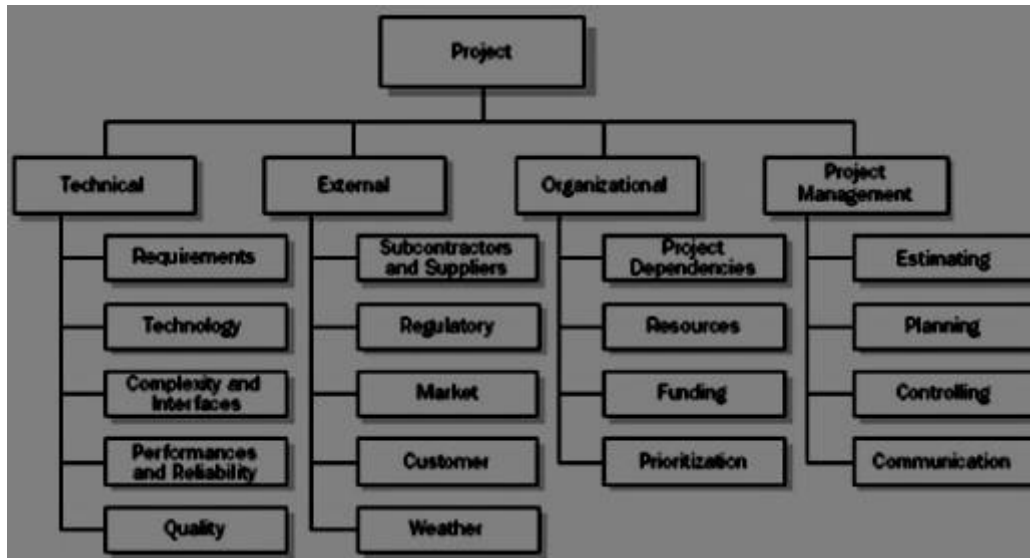 Project
Technical
External
Organizational
Project
Management
Requirements
Technology
Complexity and
Interfaces
Performances
and Reliability
Quality
Subcontractors
and Suppliers
Regulatory
Market
Customer
Weather
Project
Dependencies
Resources
Funding
Prioritization
Estimating
Planning
Controlling
Communication